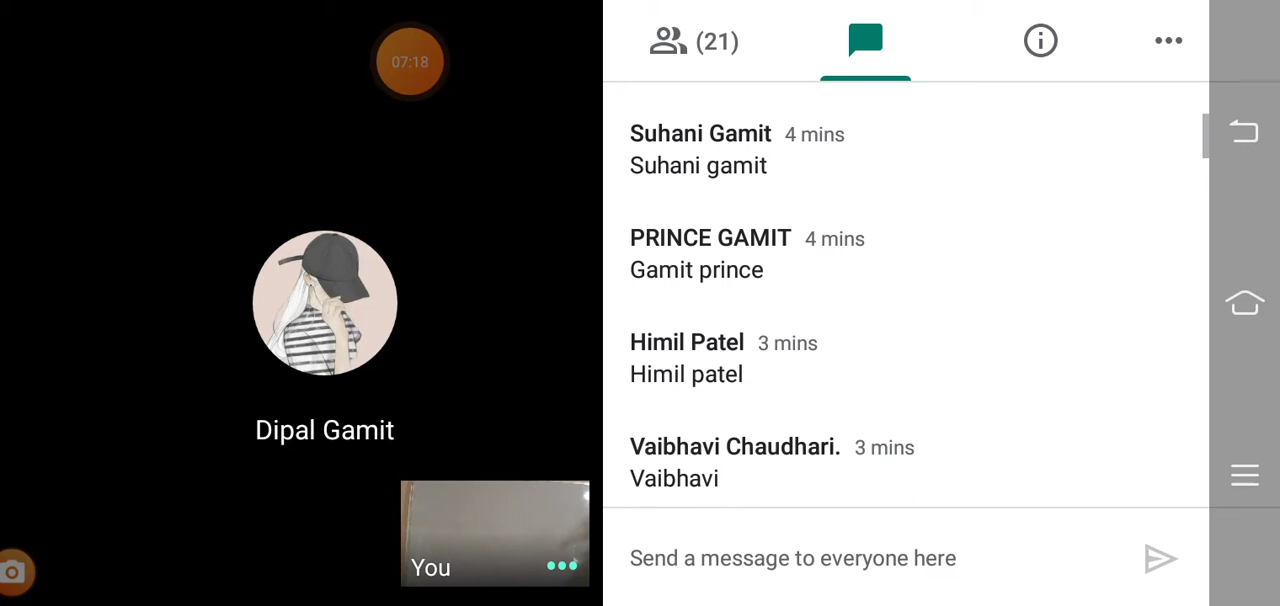 07:18
Dipal Gamit
You
(21)
Suhani Gamit 4 mins
Suhani gamit
PRINCE GAMIT 4 mins
Gamit prince
Himil Patel 3 mins
Himil patel
Vaibhavi Chaudhari. 3 mins
Vaibhavi
Send a message to everyone here